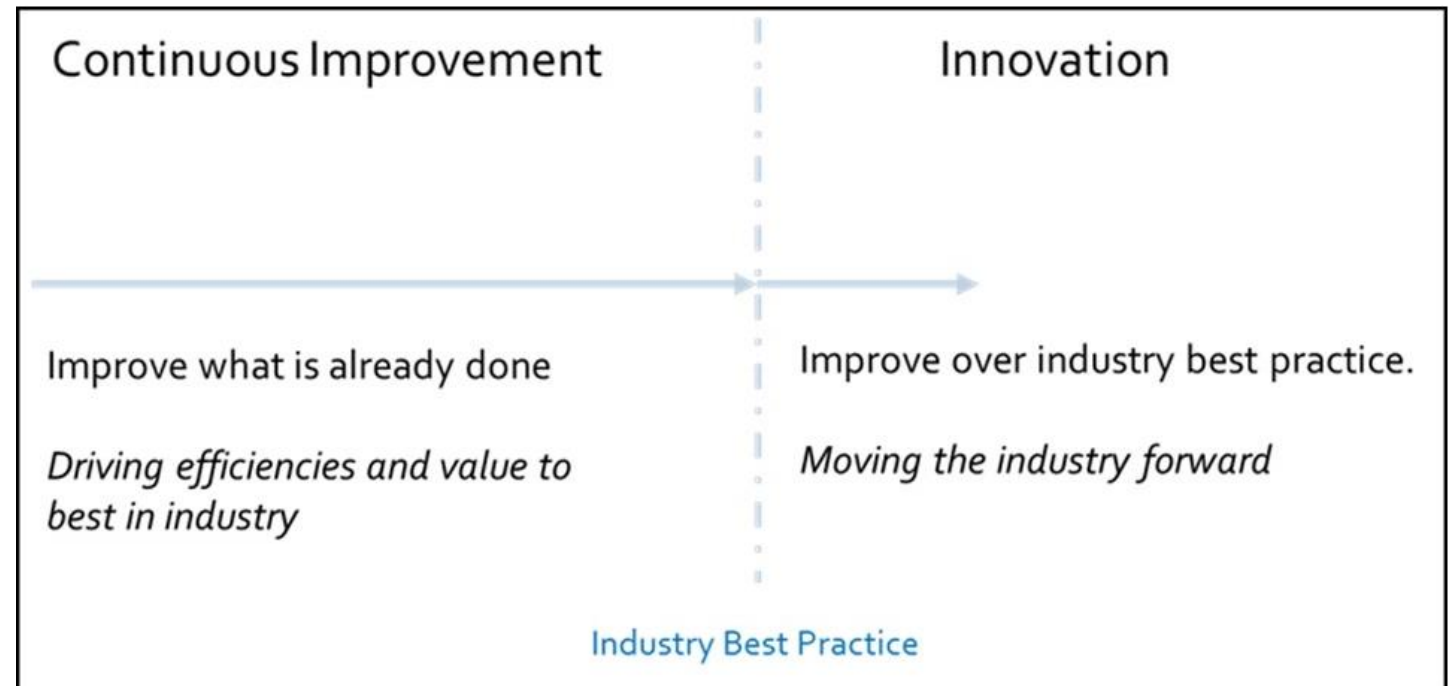 Continuous Improvement
Innovation
Improve what is already done
Driving efficiencies and value to
best in industry
Improve over industry best practice.
Moving the industry forward
Industry Best Practice